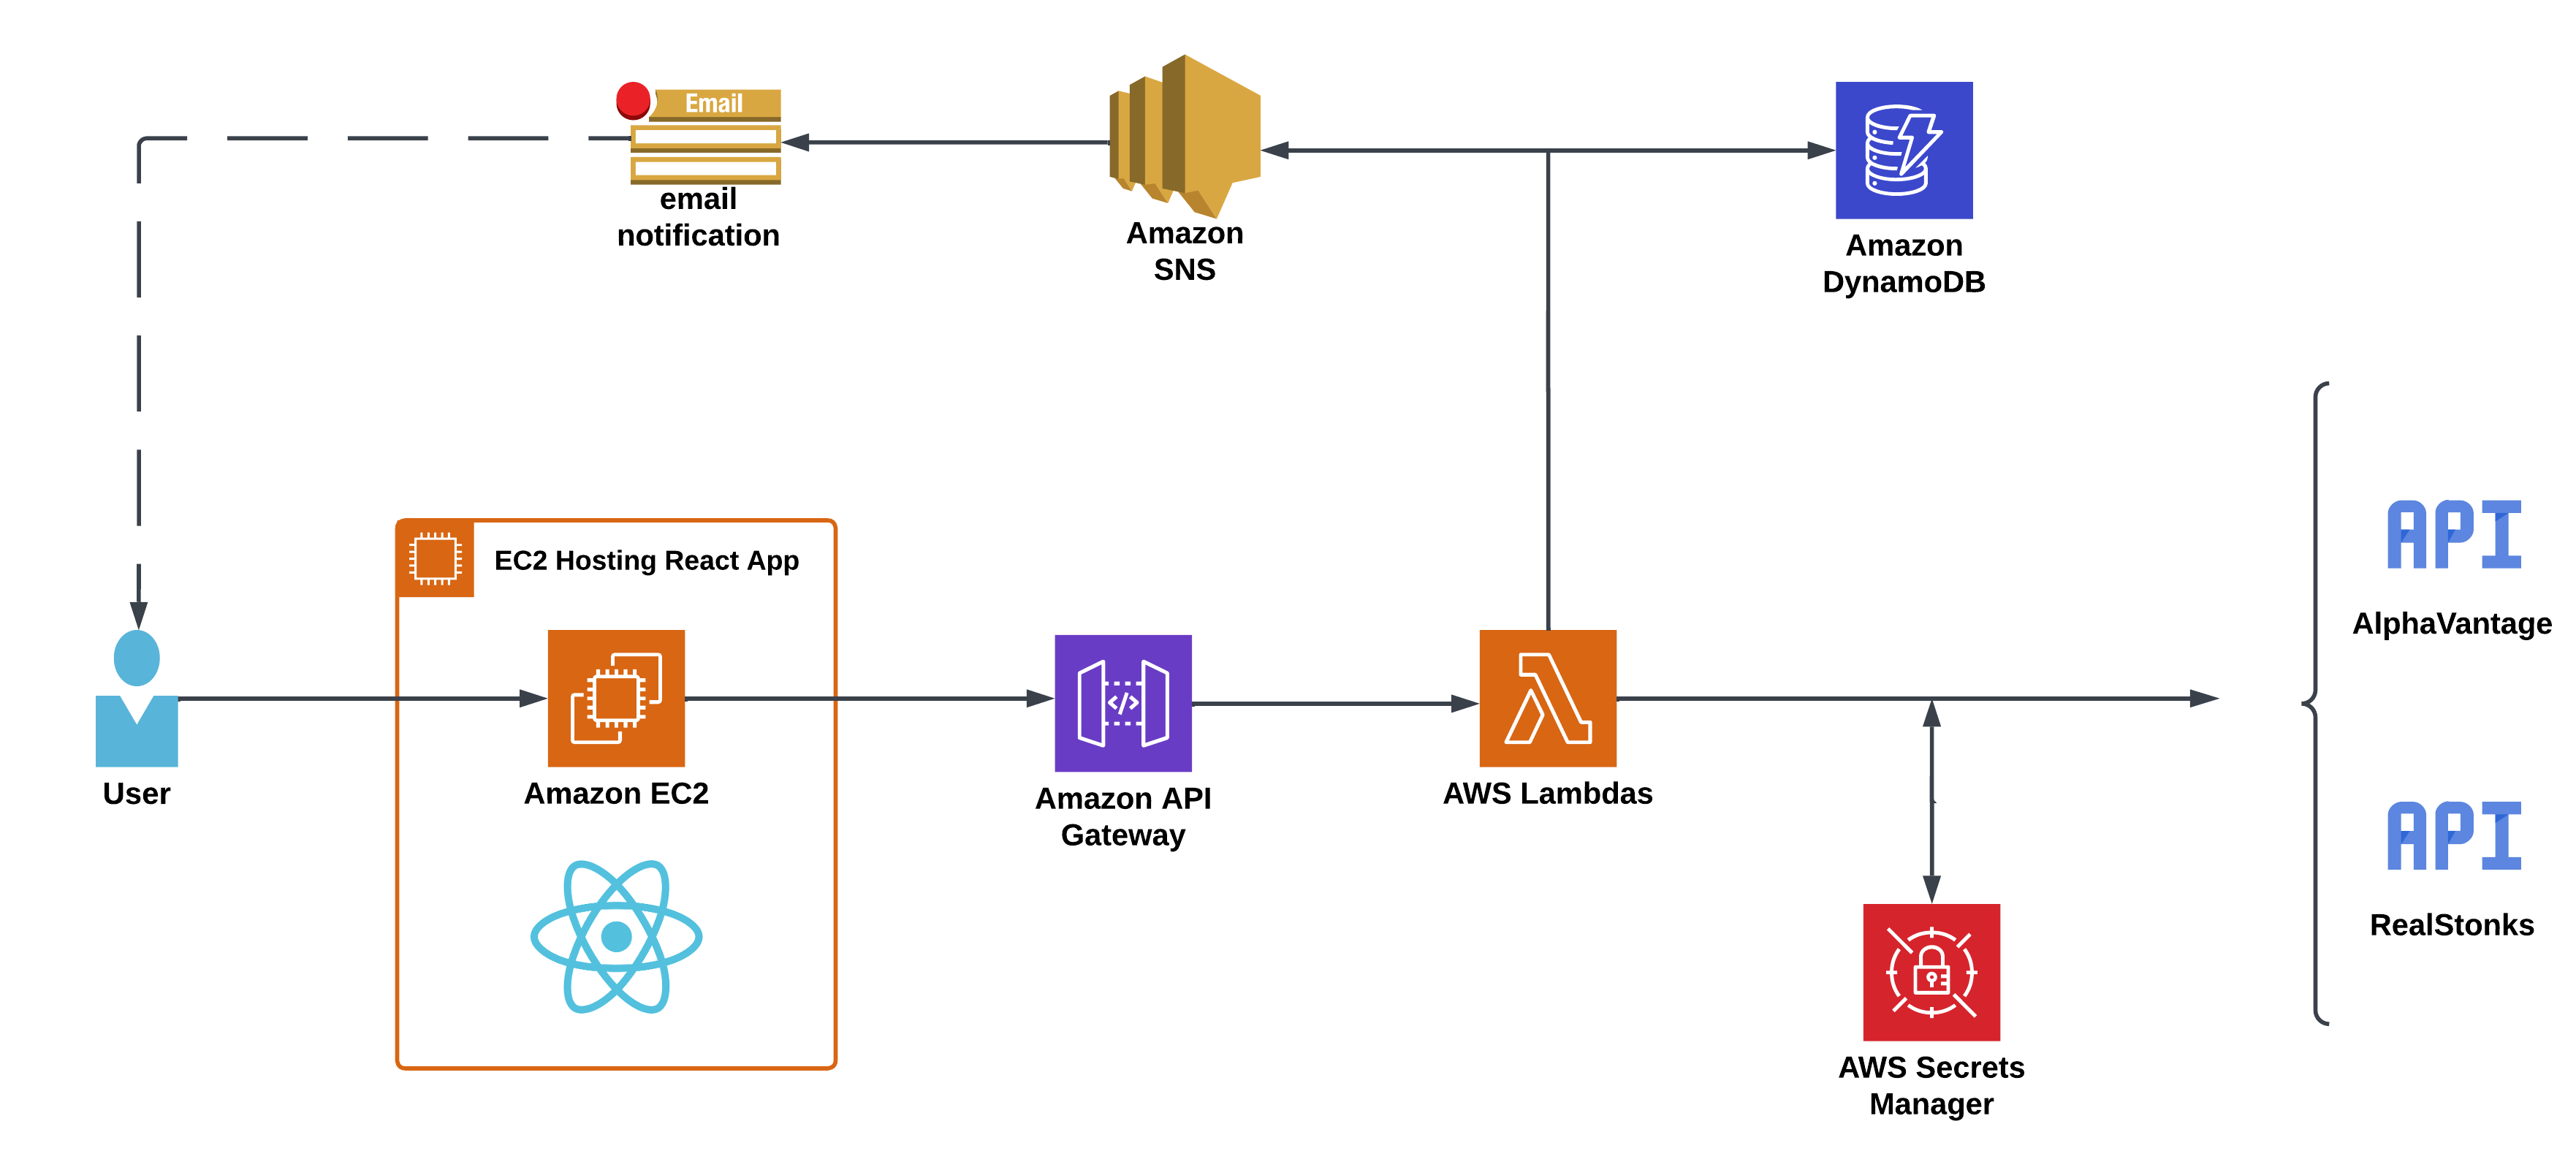 Email
email
notification
Amazon
SNS
Amazon
DynamoDB
EC2 Hosting React App
API
AlphaVantage
User
Amazon EC2
</>
Amazon API
Gateway
AWS Lambdas
API
RealStonks
AWS Secrets
Manager